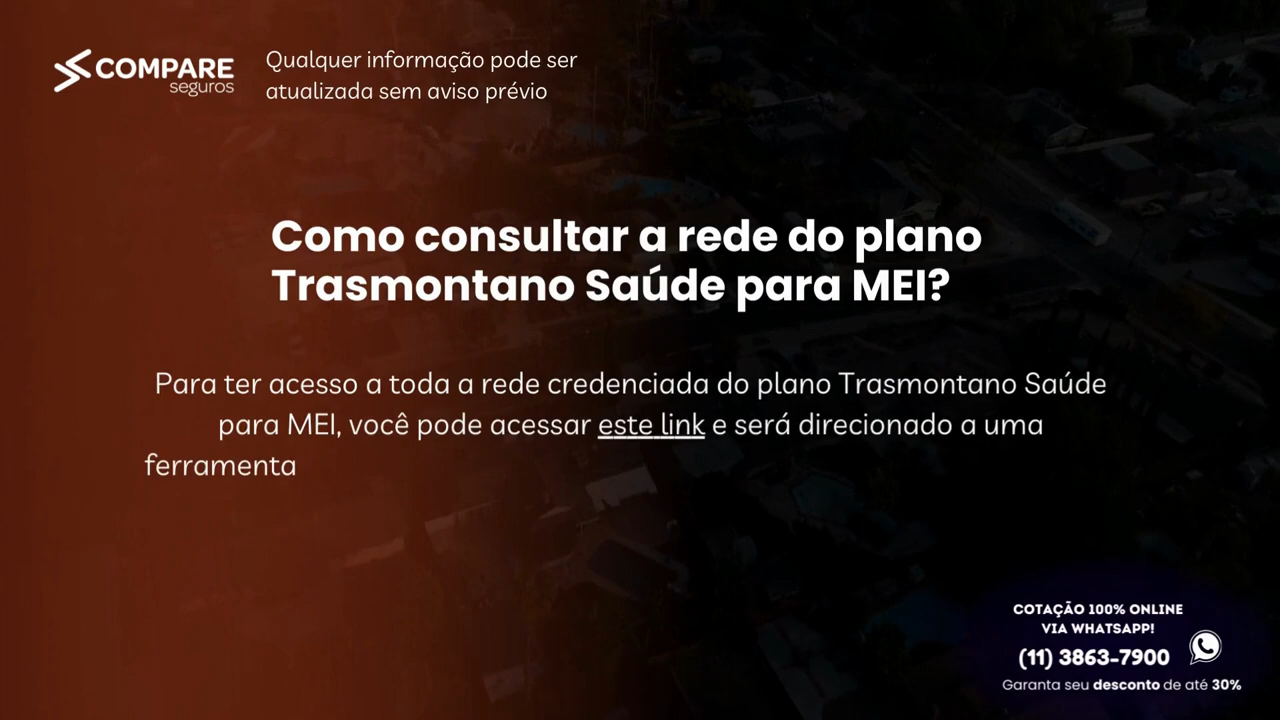 COMPARE
seguros
Qualquer informação pode ser
atualizada sem aviso prévio
Como consultar a rede do plano
Trasmontano Saúde para MEI?
Para ter acesso a toda a rede credenciada do plano Trasmontano Saúde
para MEI, você pode acessar este link e será direcionado a uma
ferramenta
COTAÇÃO 100% ONLINE
VIA WHATSAPP!
(11) 3863-7900
Garanta seu desconto de até 30%